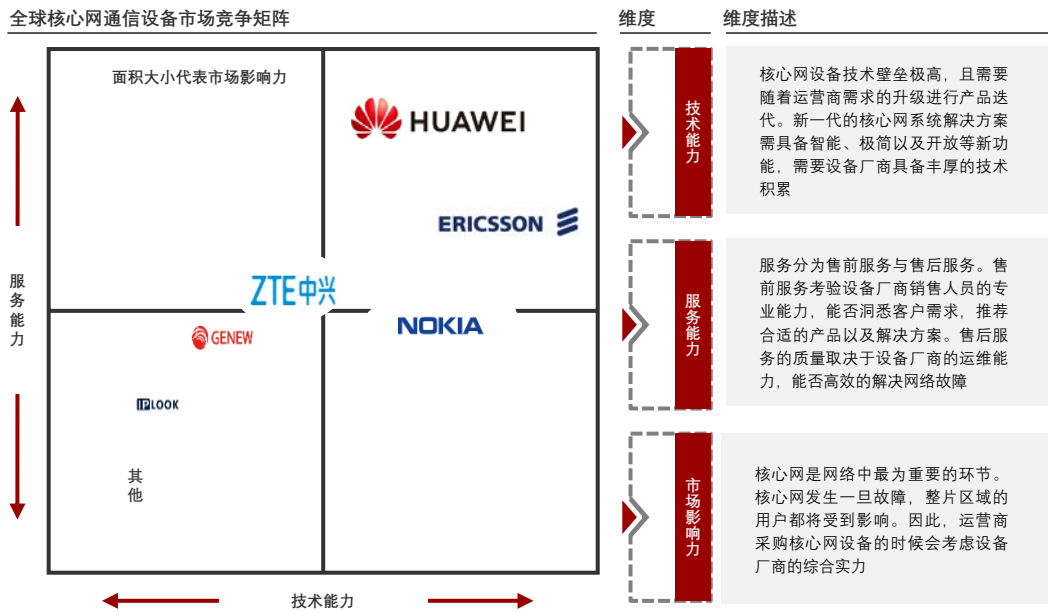 全球核心网通信设备市场竞争矩阵
维度
维度描述
面积大小代表市场影响力
HUAWEI
ERICSSON
ZTE中兴
NOKIA
GENEW
IPLOOK
其他
服务能力
技术能力
技术能力
核心网设备技术壁垒极高，且需要
随着运营商需求的升级进行产品迭
代。新一代的核心网系统解决方案
需具备智能、极简以及开放等新功
能，需要设备厂商具备丰厚的技术
积累
服务能力
服务分为售前服务与售后服务。售
前服务考验设备厂商销售人员的专
业能力，能否洞悉客户需求，推荐
合适的产品以及解决方案。售后服
务的质量取决于设备厂商的运维能
力，能否高效的解决网络故障
市场影响力
核心网是网络中最为重要的环节。
核心网发生一旦故障，整片区域的
用户都将受到影响。因此，运营商
采购核心网设备的时候会考虑设备
厂商的综合实力